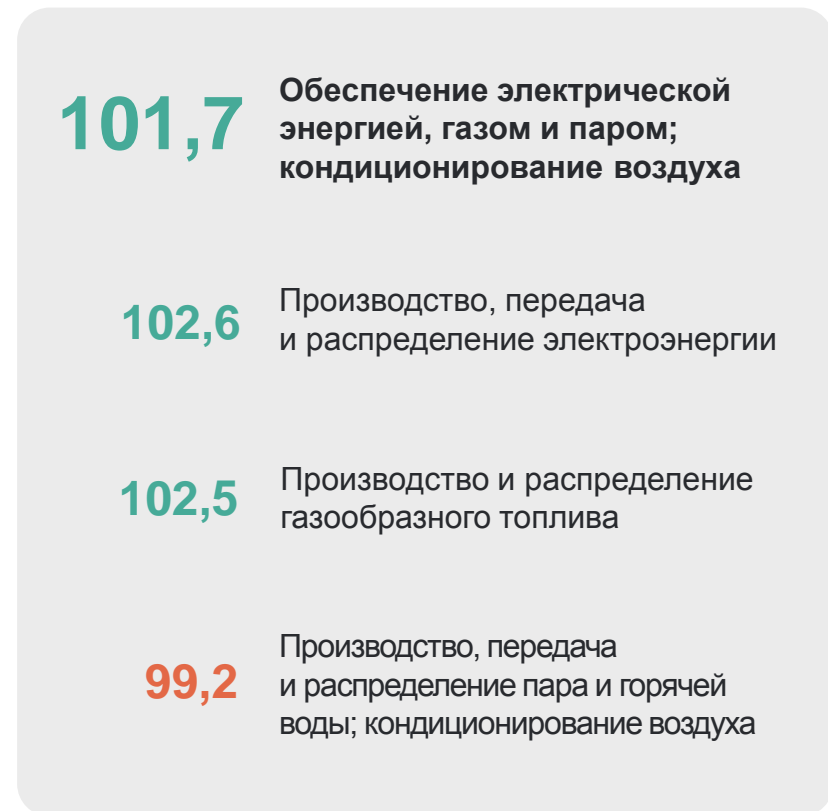 101,7
Обеспечение электрической
энергией, газом и паром;
кондиционирование воздуха
102,6
Производство, передача
и распределение электроэнергии
102,5
Производство и распределение
газообразного топлива
99,2
Производство, передача
и распределение пара и горячей
воды; кондиционирование воздуха